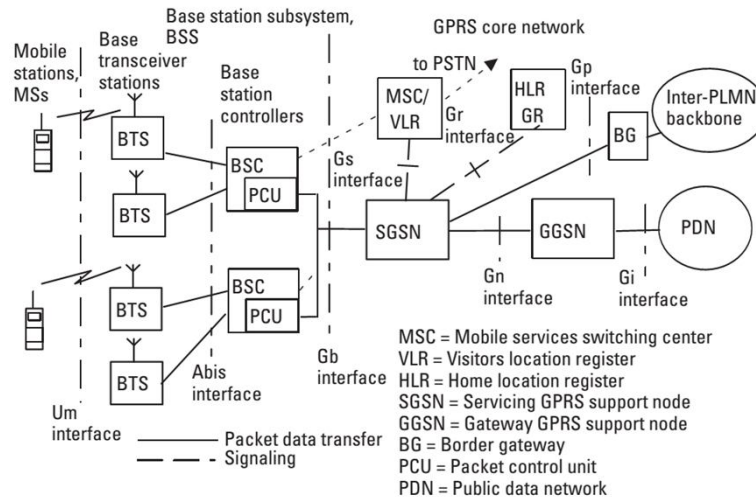 Mobile
stations,
MSs
Base
transceiver
stations
Base station subsystem,
BSS
Base
station
controllers
GPRS core network
to PSTN
MSC/
VLR
Gr
interface
HLR
GR
Gp
interface
BG
Inter-PLMN
backbone
BTS
BSC
PCU
Gs
interface
BTS
SGSN
GGSN
PDN
Gn
interface
Gi
interface
BTS
BSC
PCU
BTS
Um
interface
Abis
interface
Gb
interface
Packet data transfer
Signaling
MSC = Mobile services switching center
VLR = Visitors location register
HLR = Home location register
SGSN = Servicing GPRS support node
GGSN = Gateway GPRS support node
BG = Border gateway
PCU = Packet control unit
PDN = Public data network